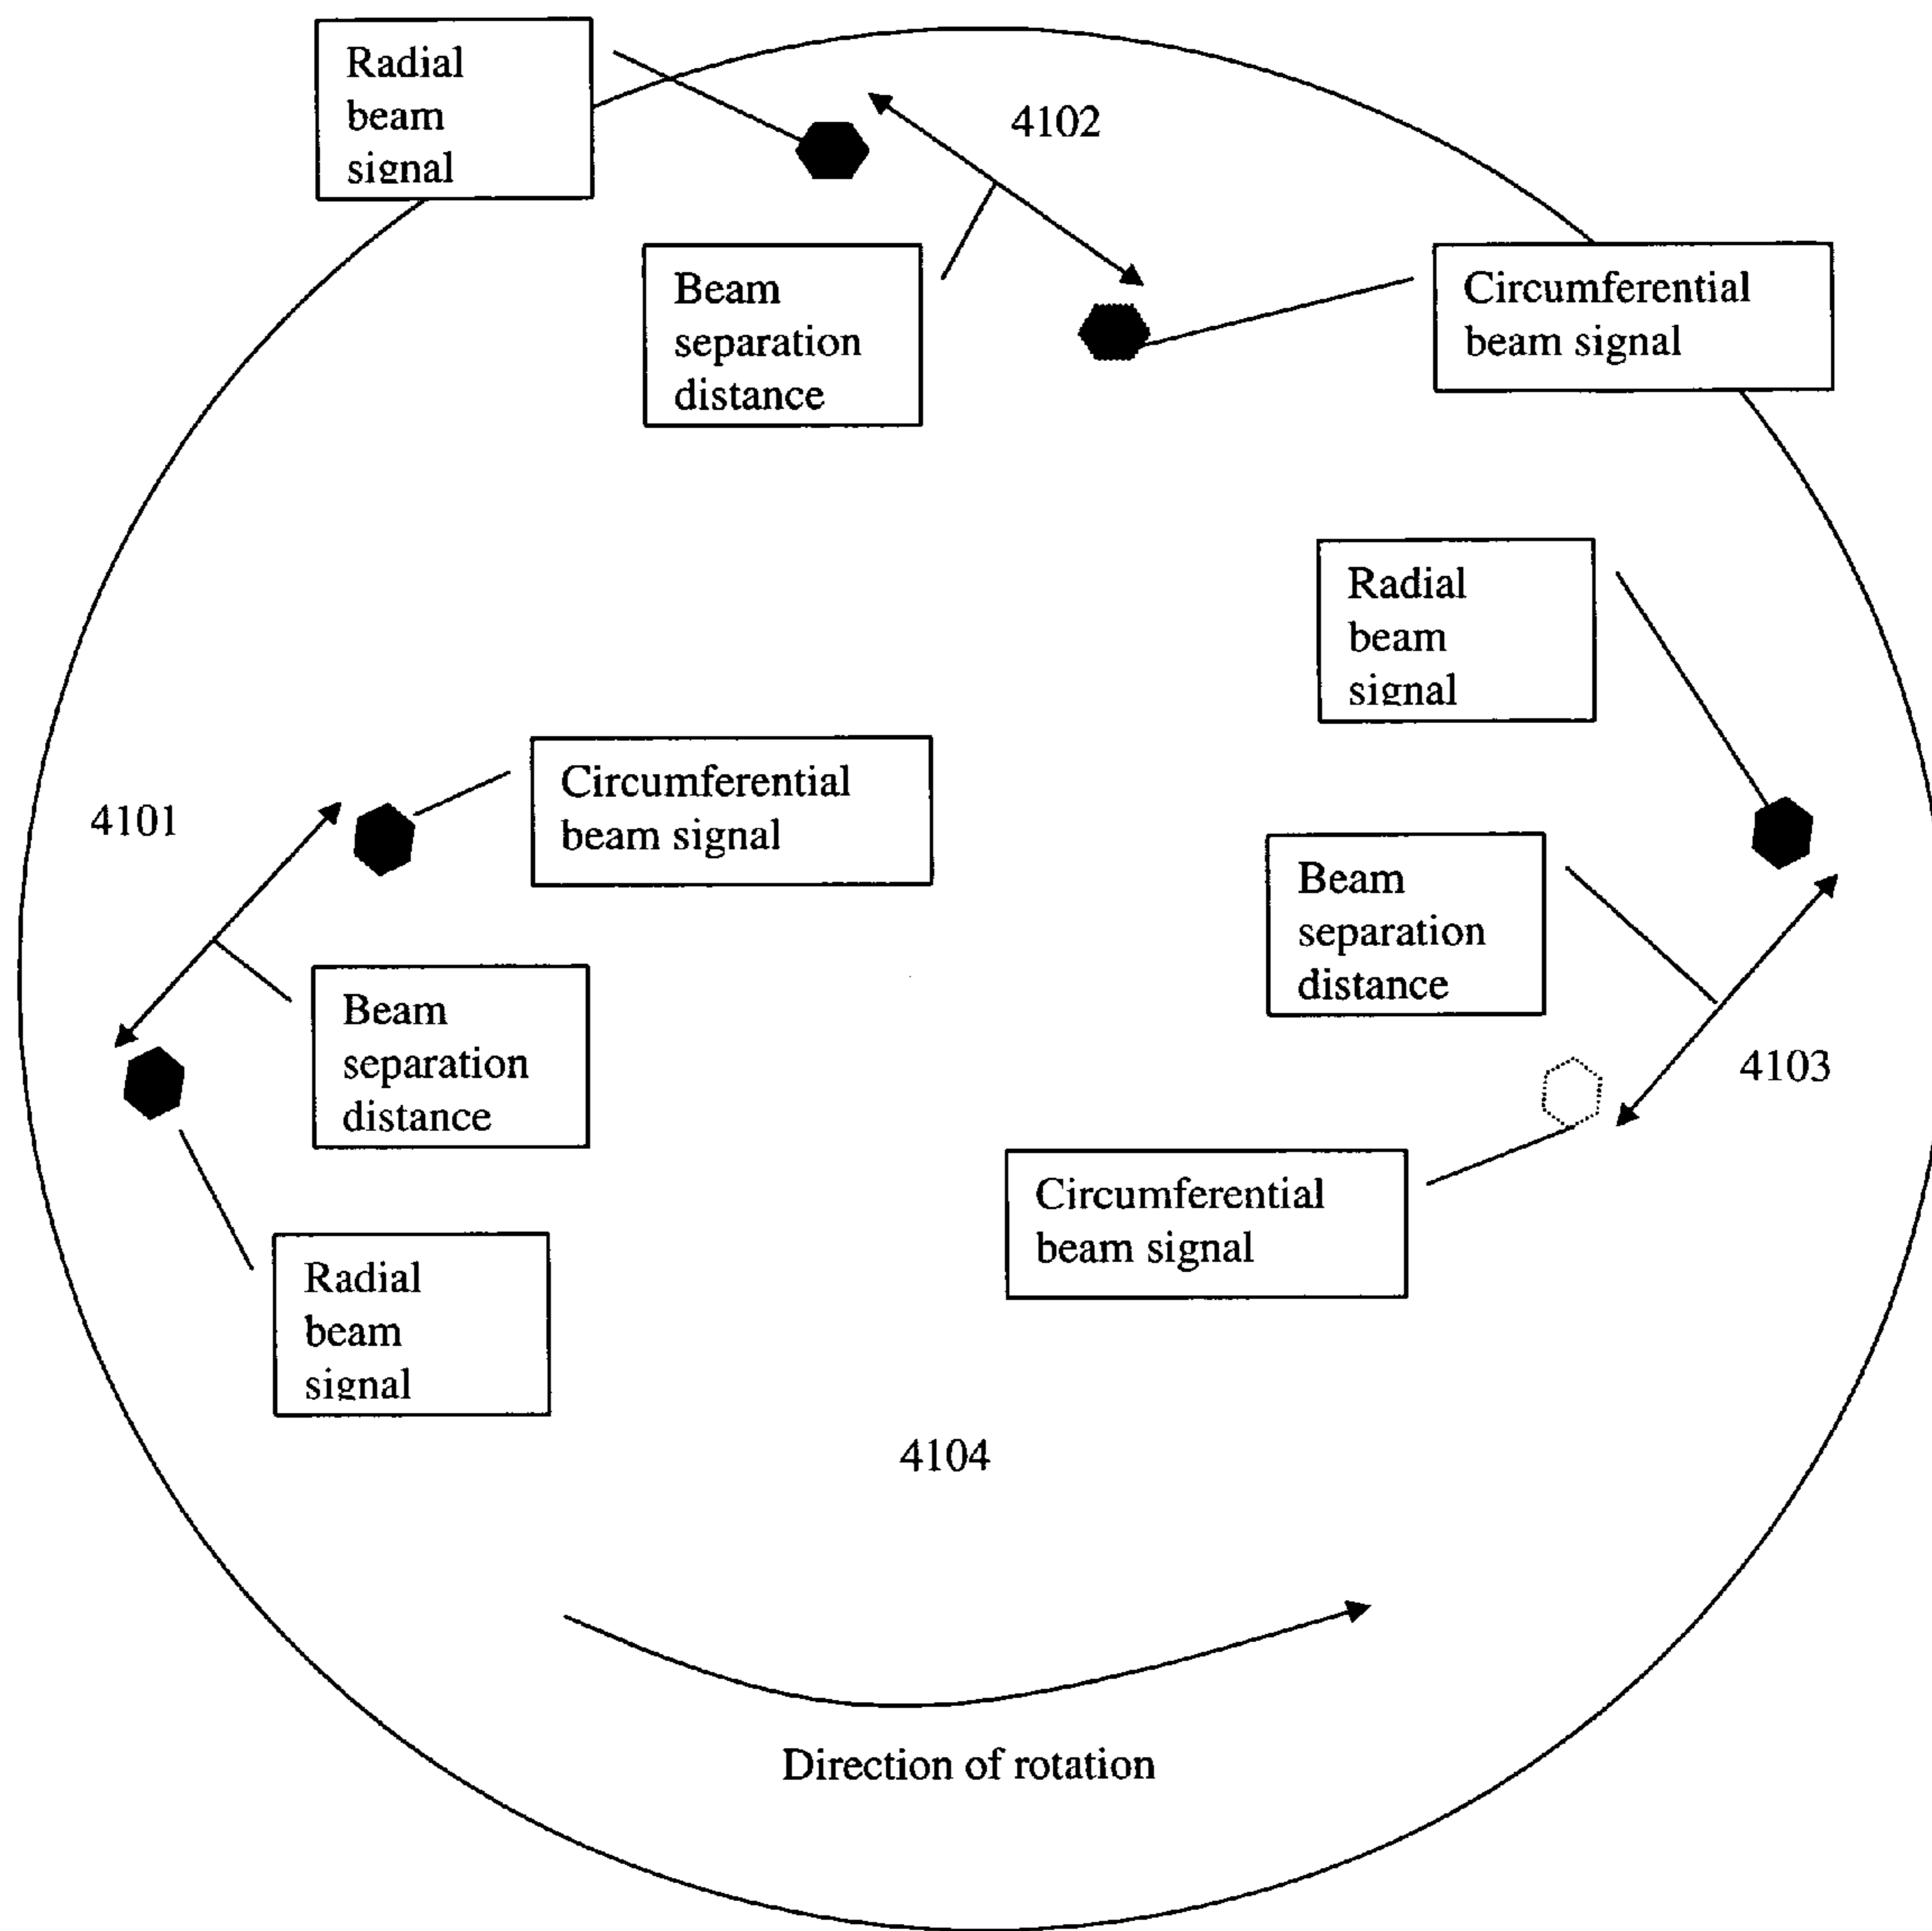 Radial
beam
signal
4102
Beam
separation
distance
Circumferential
beam signal
Radial
beam
signal
4101
Circumferential
beam signal
Beam
separation
distance
Beam
separation
distance
4103
Circumferential
beam signal
Radial
beam
signal
4104
Direction of rotation